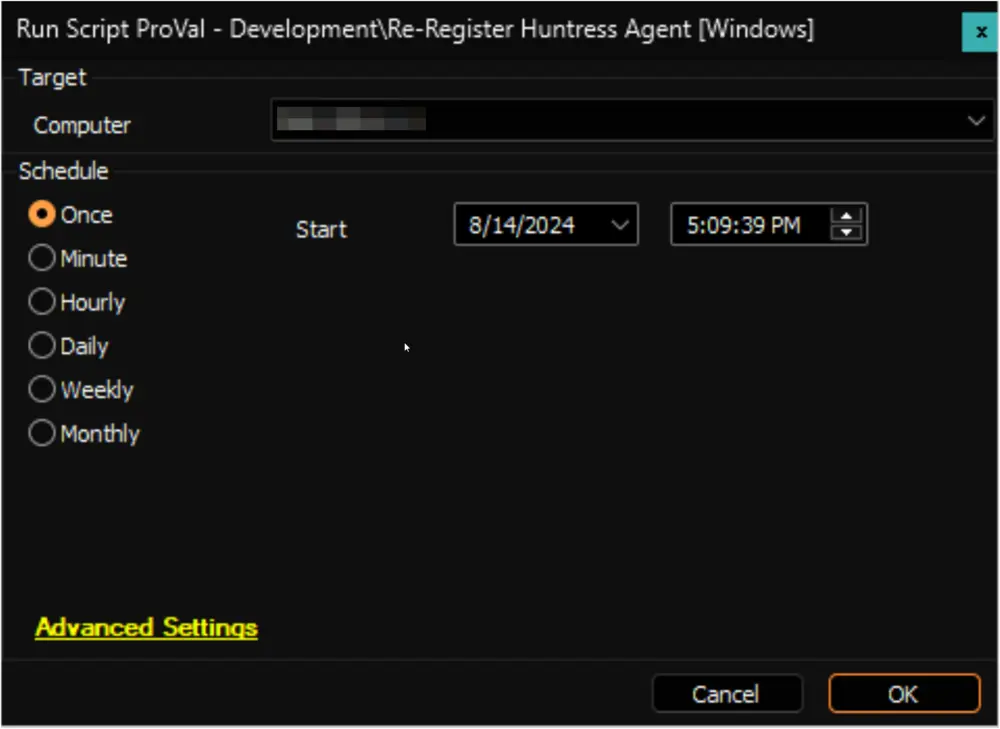 Run Script ProVal - Development\Re-Register Huntress Agent [Windows]
x
Target
Computer
Schedule
Once
Start
8/14/2024
5:09:39 PM
Minute
Hourly
Daily
Weekly
Monthly
Advanced Settings
Cancel
OK